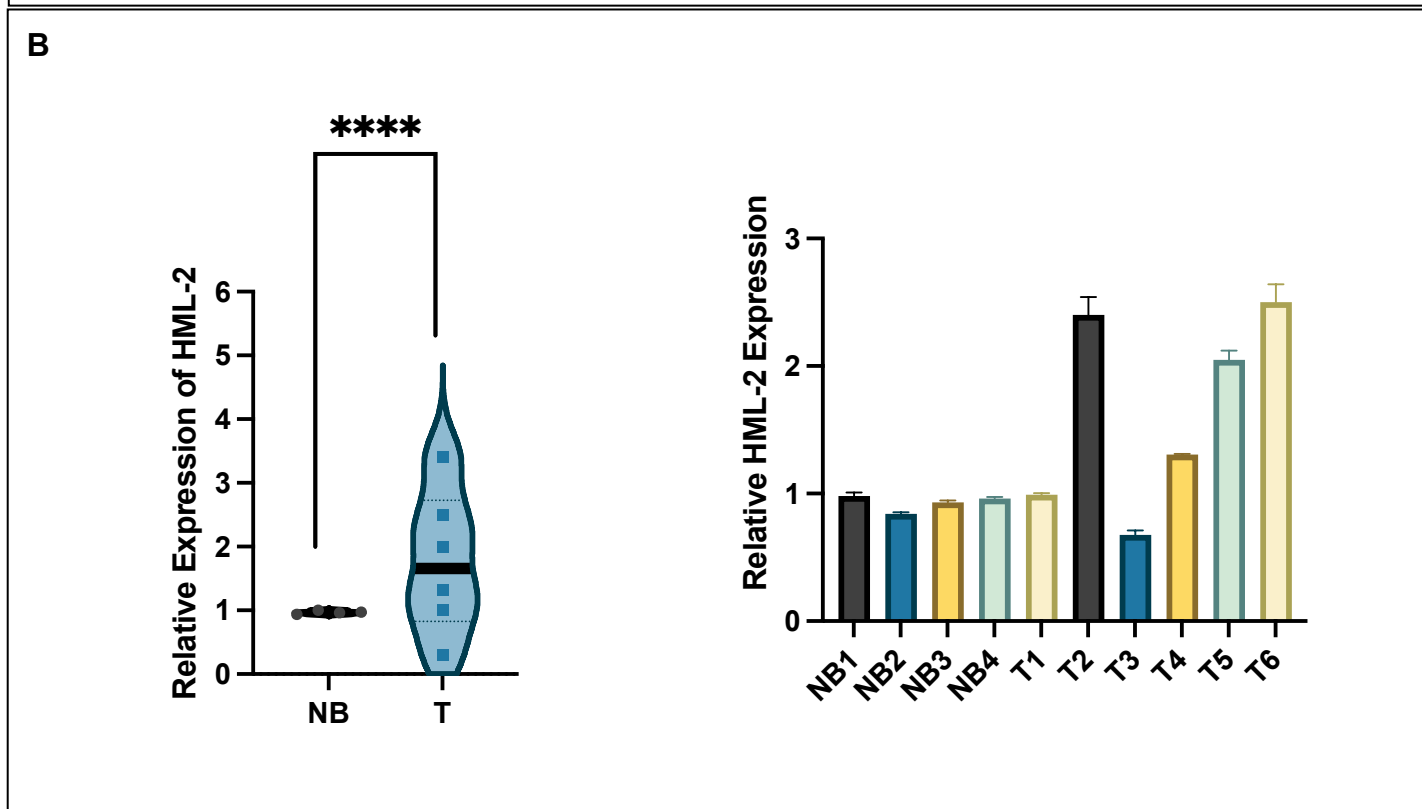 B
****
Relative Expression of HML-2
6
5
4
3
2
1
0
NB
T
Relative HML-2 Expression
3
2
1
0
NB1
NB2
NB3
NB4
T1
T2
T3
T4
T5
T6